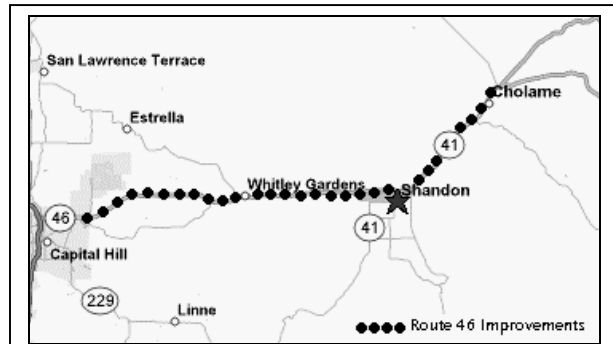 San Lawrence Terrace
Cholame
Estrella
41
Whitley Gardens
Shandon
46
41
Capital Hill
229
Linne
Route 46 Improvements